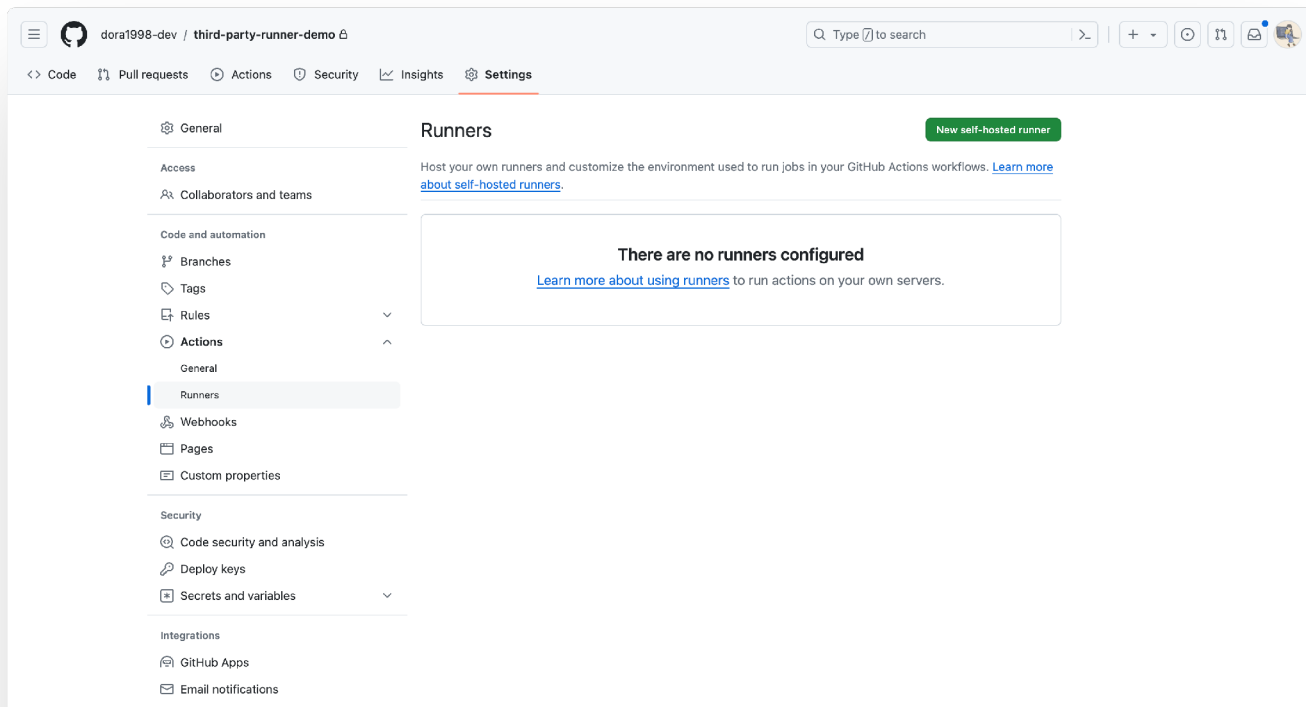 dora1998-dev / third-party-runner-demo
Type / to search
Code
Pull requests
Actions
Security
Insights
Settings
General
Access
Collaborators and teams
Code and automation
Branches
Tags
Rules
Actions
General
Runners
Webhooks
Pages
Custom properties
Security
Code security and analysis
Deploy keys
Secrets and variables
Integrations
GitHub Apps
Email notifications
Runners
New self-hosted runner
Host your own runners and customize the environment used to run jobs in your GitHub Actions workflows. Learn more
about self-hosted runners.
There are no runners configured
Learn more about using runners to run actions on your own servers.